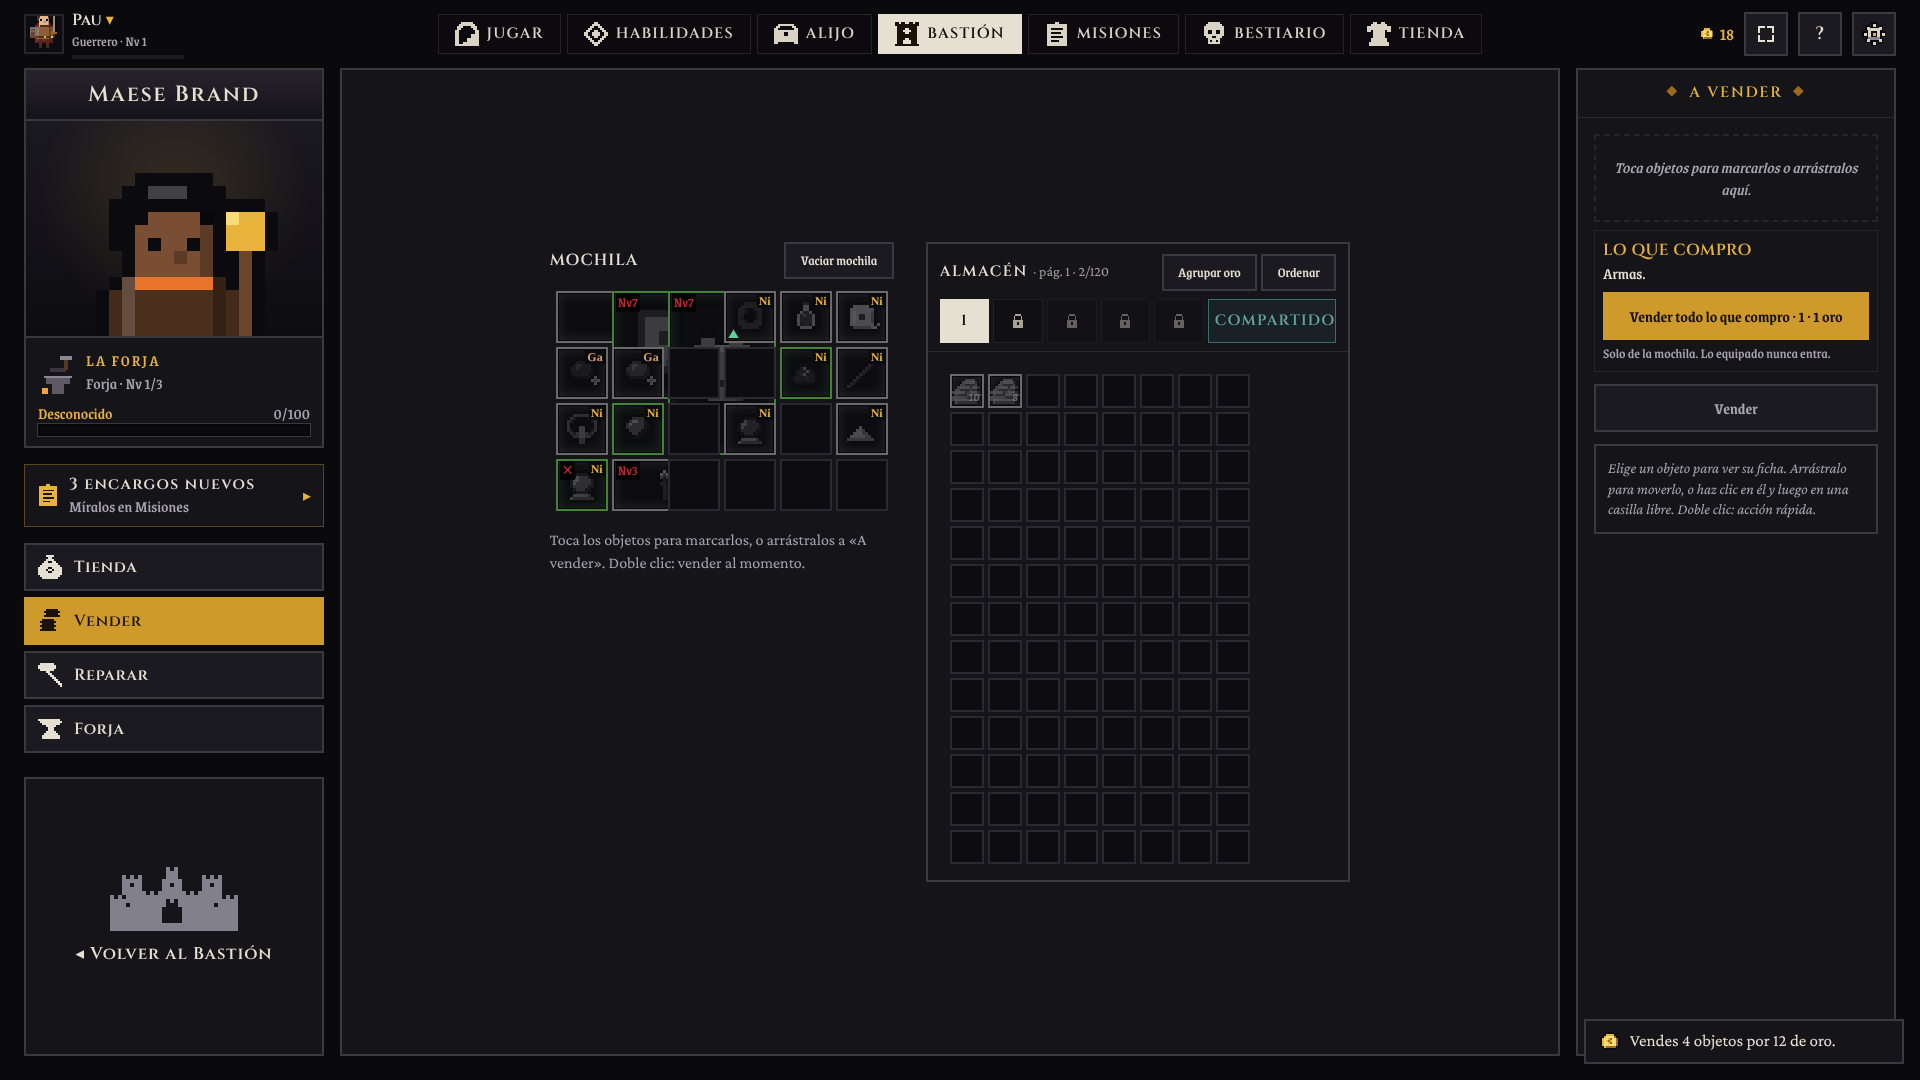 PAU ▼
Guerrero · Nv 1
JUGAR
HABILIDADES
ALIJO
BASTIÓN
MISIONES
BESTIARIO
TIENDA
18
?
MAESE BRAND
LA FORJA
Forja · Nv 1/3
Desconocido 0/100
3 ENCARGOS NUEVOS
Míralos en Misiones
TIENDA
VENDER
REPARAR
FORJA
◄ VOLVER AL BASTIÓN
MOCHILA
Vaciar mochila
Nv7 Nv7 Ni Ni Ni
Ga Ga Ni Ni
Ni Ni Ni Ni
✕ Ni Nv3
Toca los objetos para marcarlos, o arrástralos a «A
vender». Doble clic: vender al momento.
ALMACÉN · pág. 1 · 2/120
Agrupar oro
Ordenar
1
COMPARTIDO
10 8
◆ A VENDER ◆
Toca objetos para marcarlos o arrástralos
aquí.
LO QUE COMPRO
Armas.
Vender todo lo que compro · 1 · 1 oro
Solo de la mochila. Lo equipado nunca entra.
Vender
Elige un objeto para ver su ficha. Arrástralo
para moverlo, o haz clic en él y luego en una
casilla libre. Doble clic: acción rápida.
Vendes 4 objetos por 12 de oro.